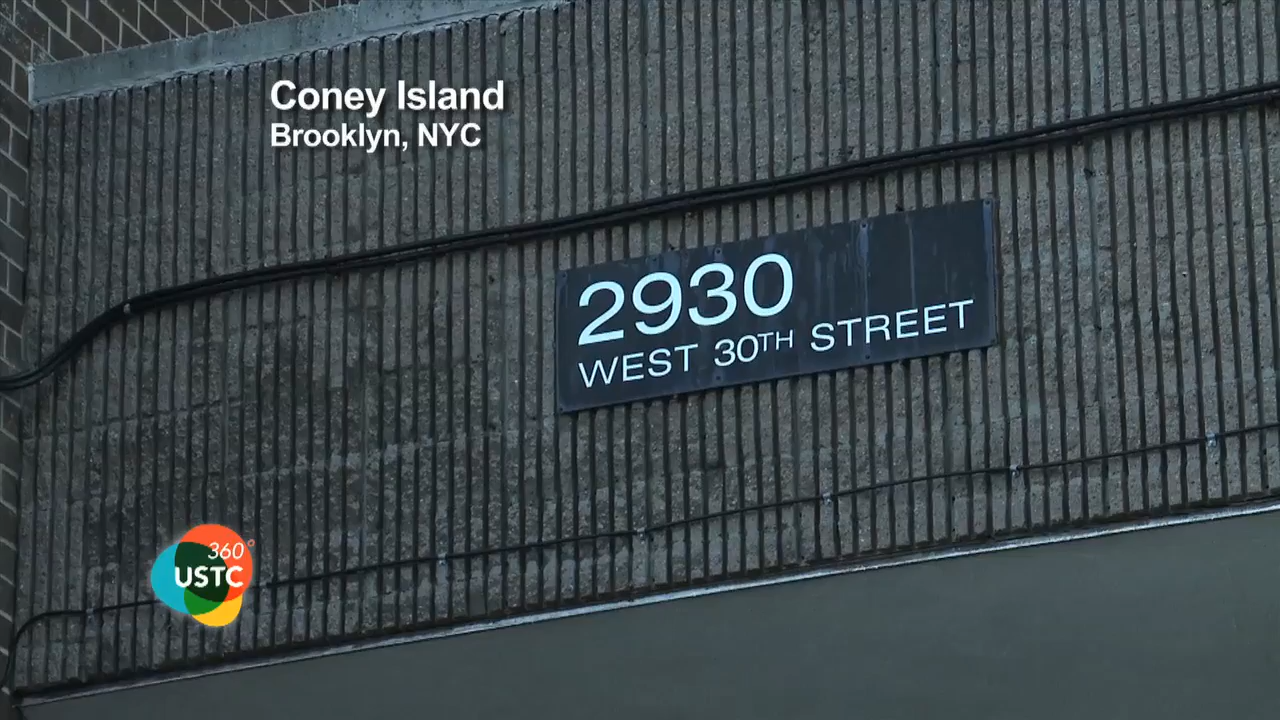 Coney Island
Brooklyn, NYC
2930
WEST 30TH STREET
360°
USTC